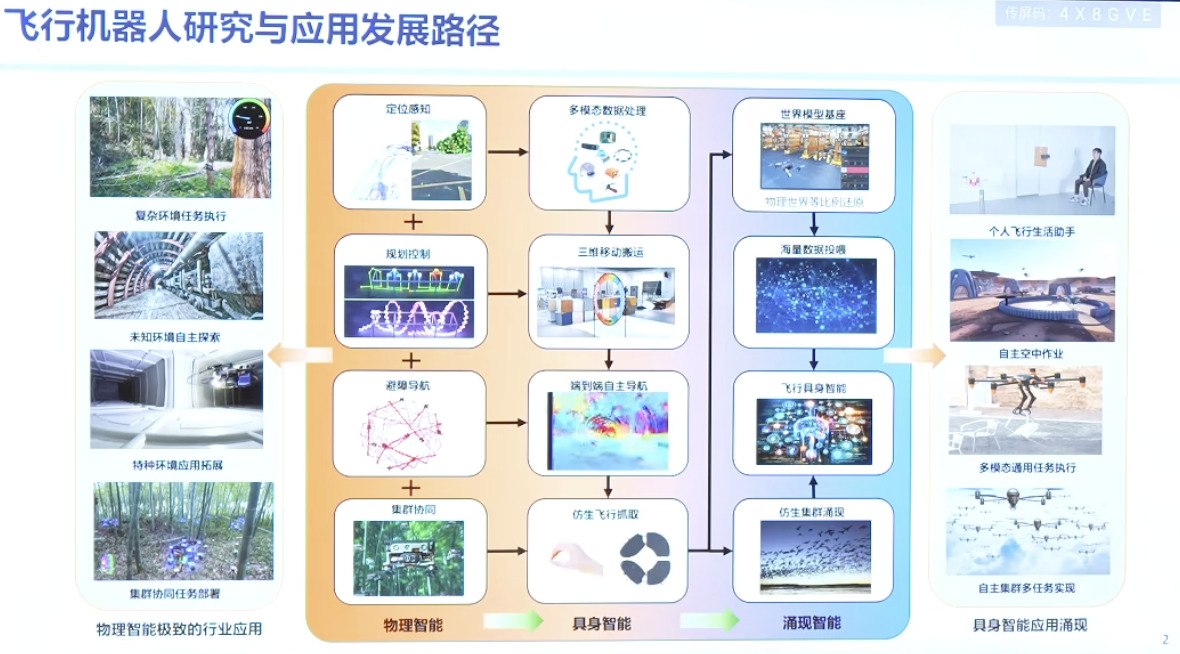 飞行机器人研究与应用发展路径
传屏码：4X8GVE
复杂环境任务执行
未知环境自主探索
特种环境应用拓展
集群协同任务部署
物理智能极致的行业应用
定位感知
+
规划控制
+
避障导航
+
集群协同
物理智能
多模态数据处理
三维移动搬运
端到端自主导航
仿生飞行抓取
具身智能
世界模型基座
物理世界等比例还原
海量数据投喂
飞行具身智能
仿生集群涌现
涌现智能
个人飞行生活助手
自主空中作业
多模态通用任务执行
自主集群多任务实现
具身智能应用涌现
2